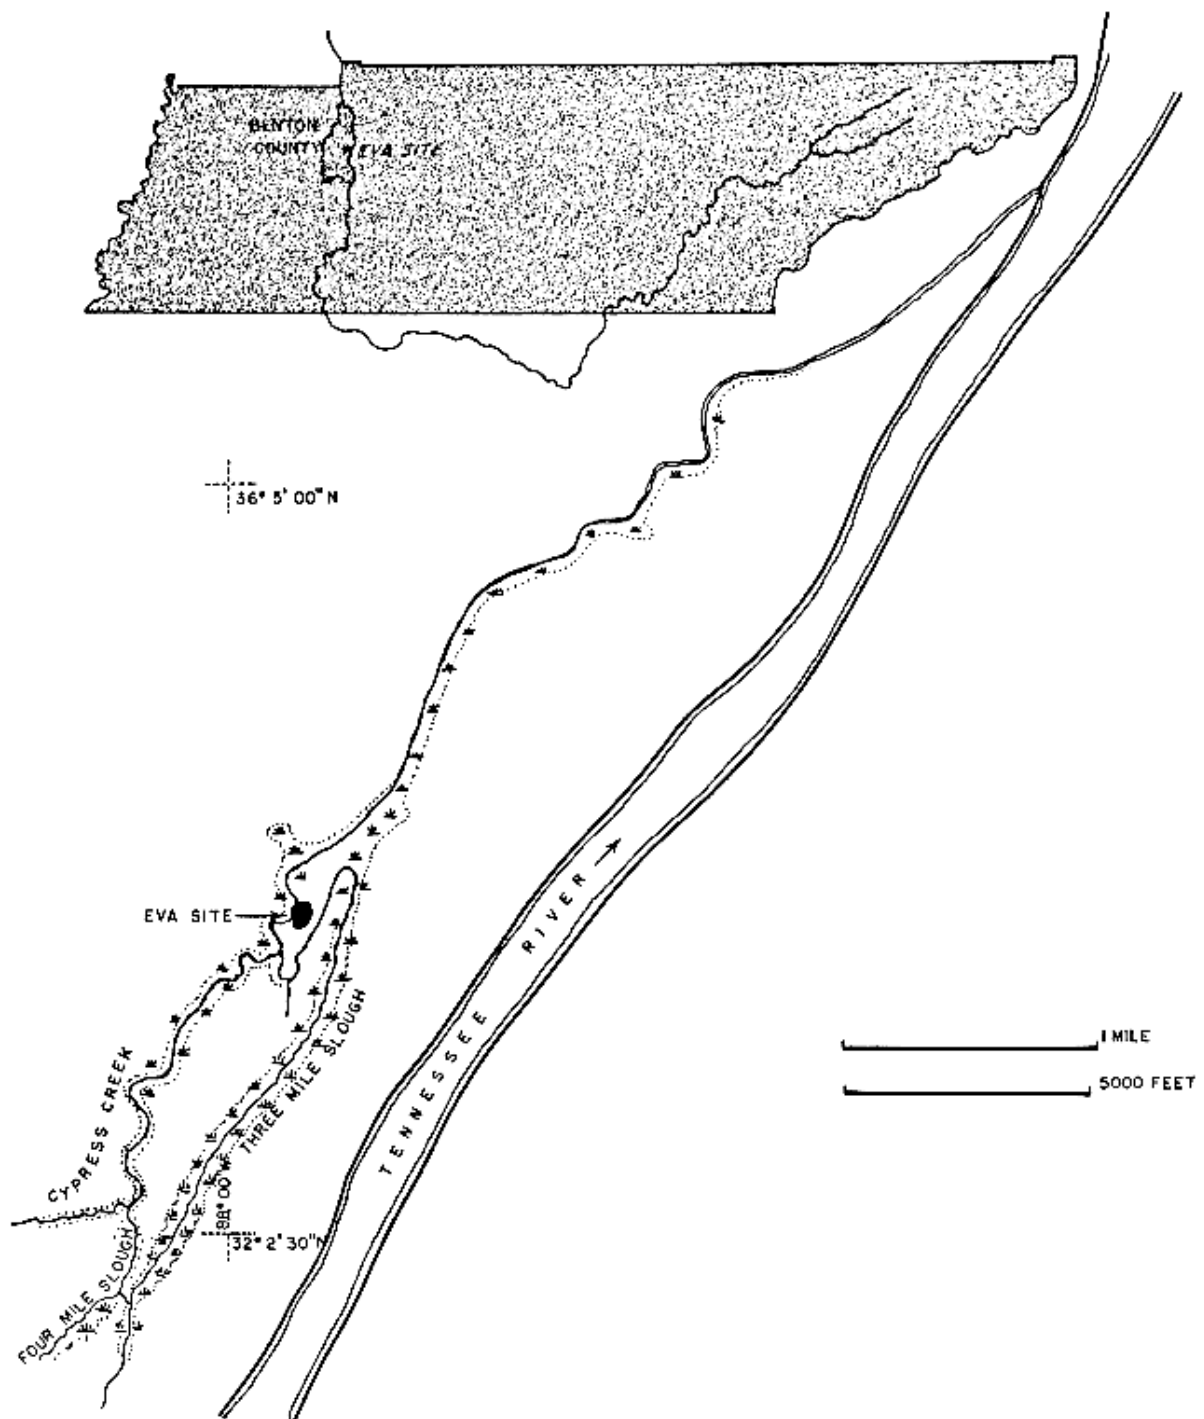 BENTON
COUNTY
EVA SITE
36° 5' 00" N
EVA SITE
TENNESSEE RIVER
1 MILE
5000 FEET
CYPRESS CREEK
THREE MILE SLOUGH
88° 00'
32° 2' 30" N
FOUR MILE SLOUGH